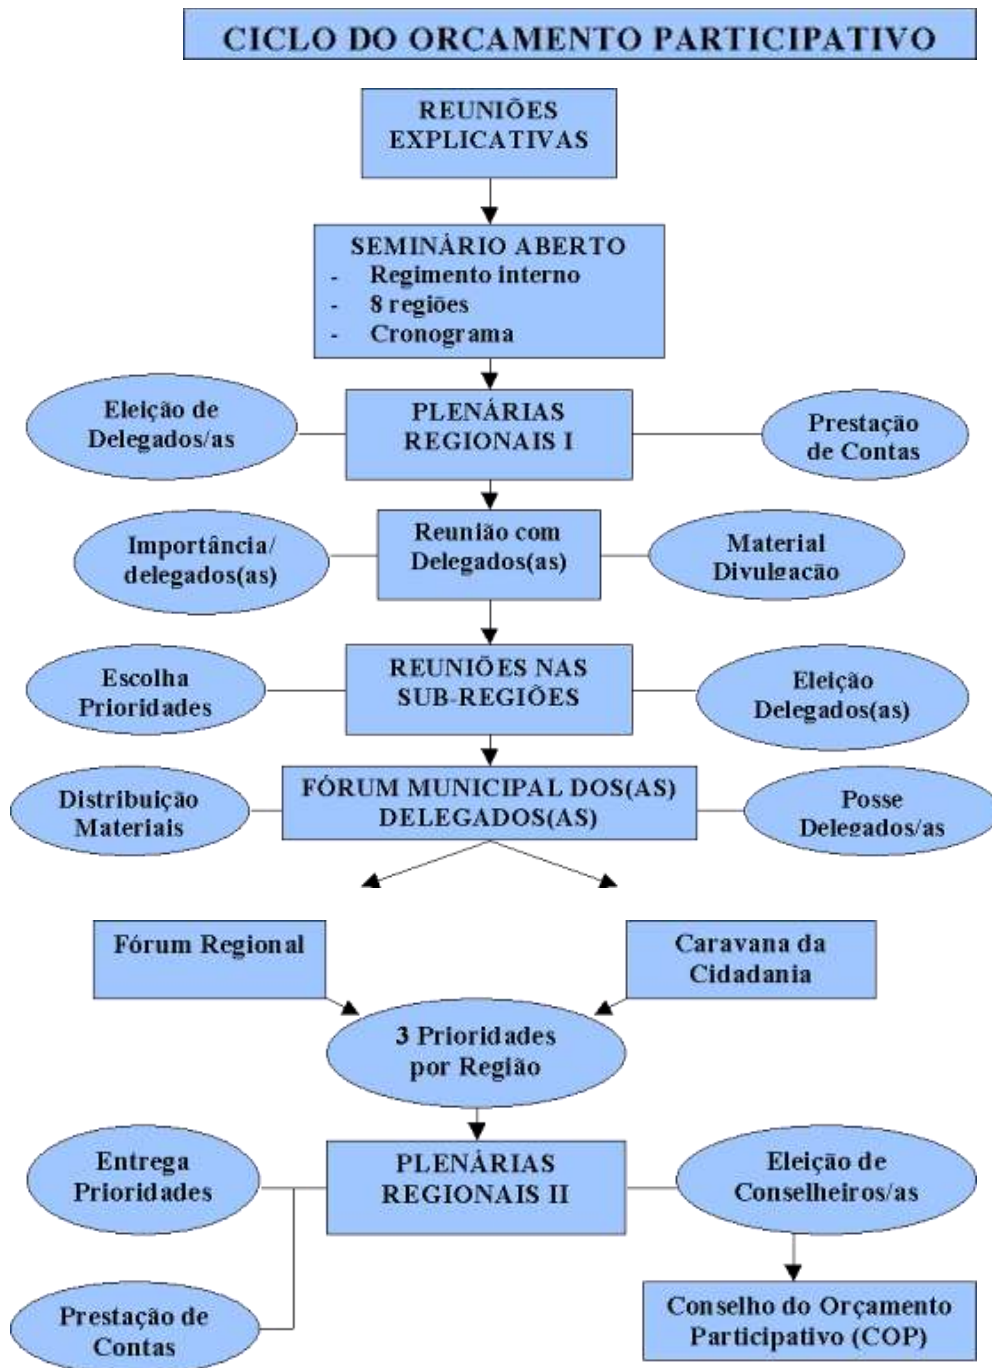 CICLO DO ORCAMENTO PARTICIPATIVO
REUNIÕES
EXPLICATIVAS
SEMINÁRIO ABERTO
- Regimento interno
- 8 regiões
- Cronograma
Eleição de
Delegados/as
PLENÁRIAS
REGIONAIS I
Prestação
de Contas
Importância/
delegados(as)
Reunião com
Delegados(as)
Material
Divulgacão
Escolha
Prioridades
REUNIÕES NAS
SUB-REGIÕES
Eleição
Delegados(as)
Distribuição
Materiais
FÓRUM MUNICIPAL DOS(AS)
DELEGADOS(AS)
Posse
Delegados/as
Fórum Regional
Caravana da
Cidadania
3 Prioridades
por Região
Entrega
Prioridades
PLENÁRIAS
REGIONAIS II
Eleição de
Conselheiros/as
Prestação de
Contas
Conselho do Orçamento
Participativo (COP)